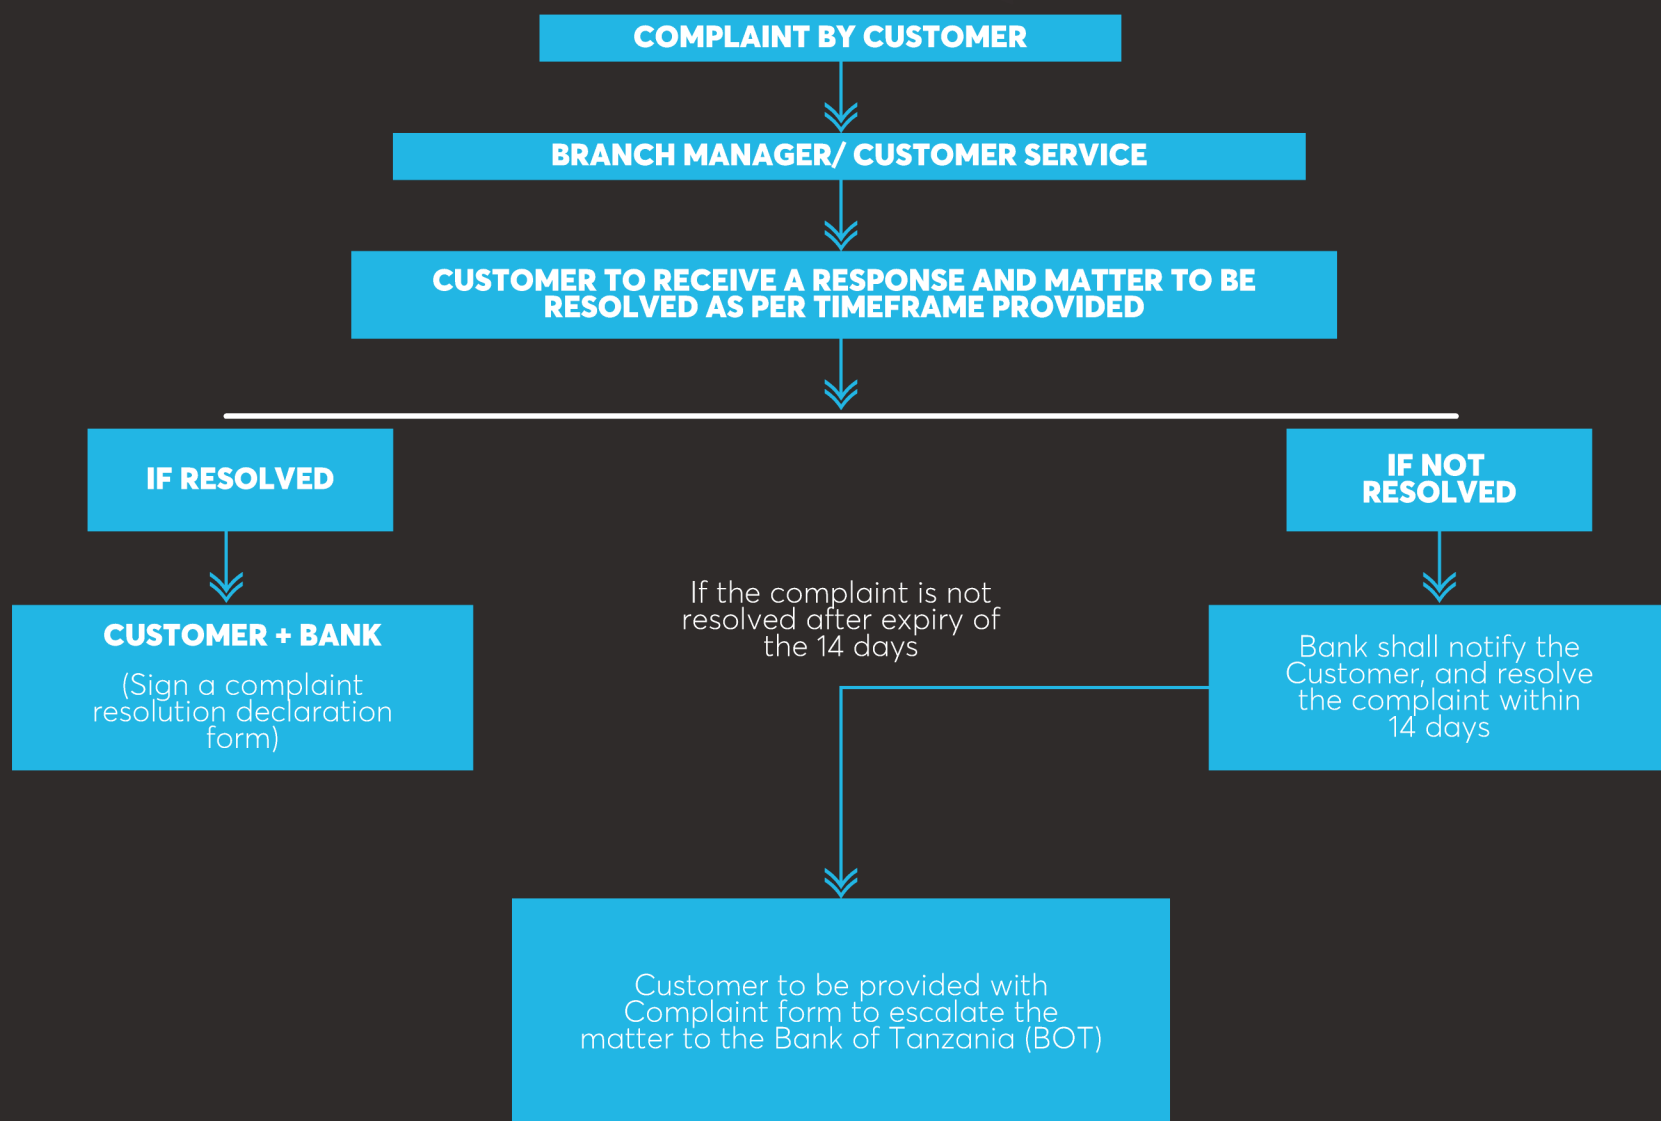 COMPLAINT BY CUSTOMER
BRANCH MANAGER/ CUSTOMER SERVICE
CUSTOMER TO RECEIVE A RESPONSE AND MATTER TO BE
RESOLVED AS PER TIMEFRAME PROVIDED
IF RESOLVED
IF NOT
RESOLVED
CUSTOMER + BANK
(Sign a complaint
resolution declaration
form)
If the complaint is not
resolved after expiry of
the 14 days
Bank shall notify the
Customer, and resolve
the complaint within
14 days
Customer to be provided with
Complaint form to escalate the
matter to the Bank of Tanzania (BOT)